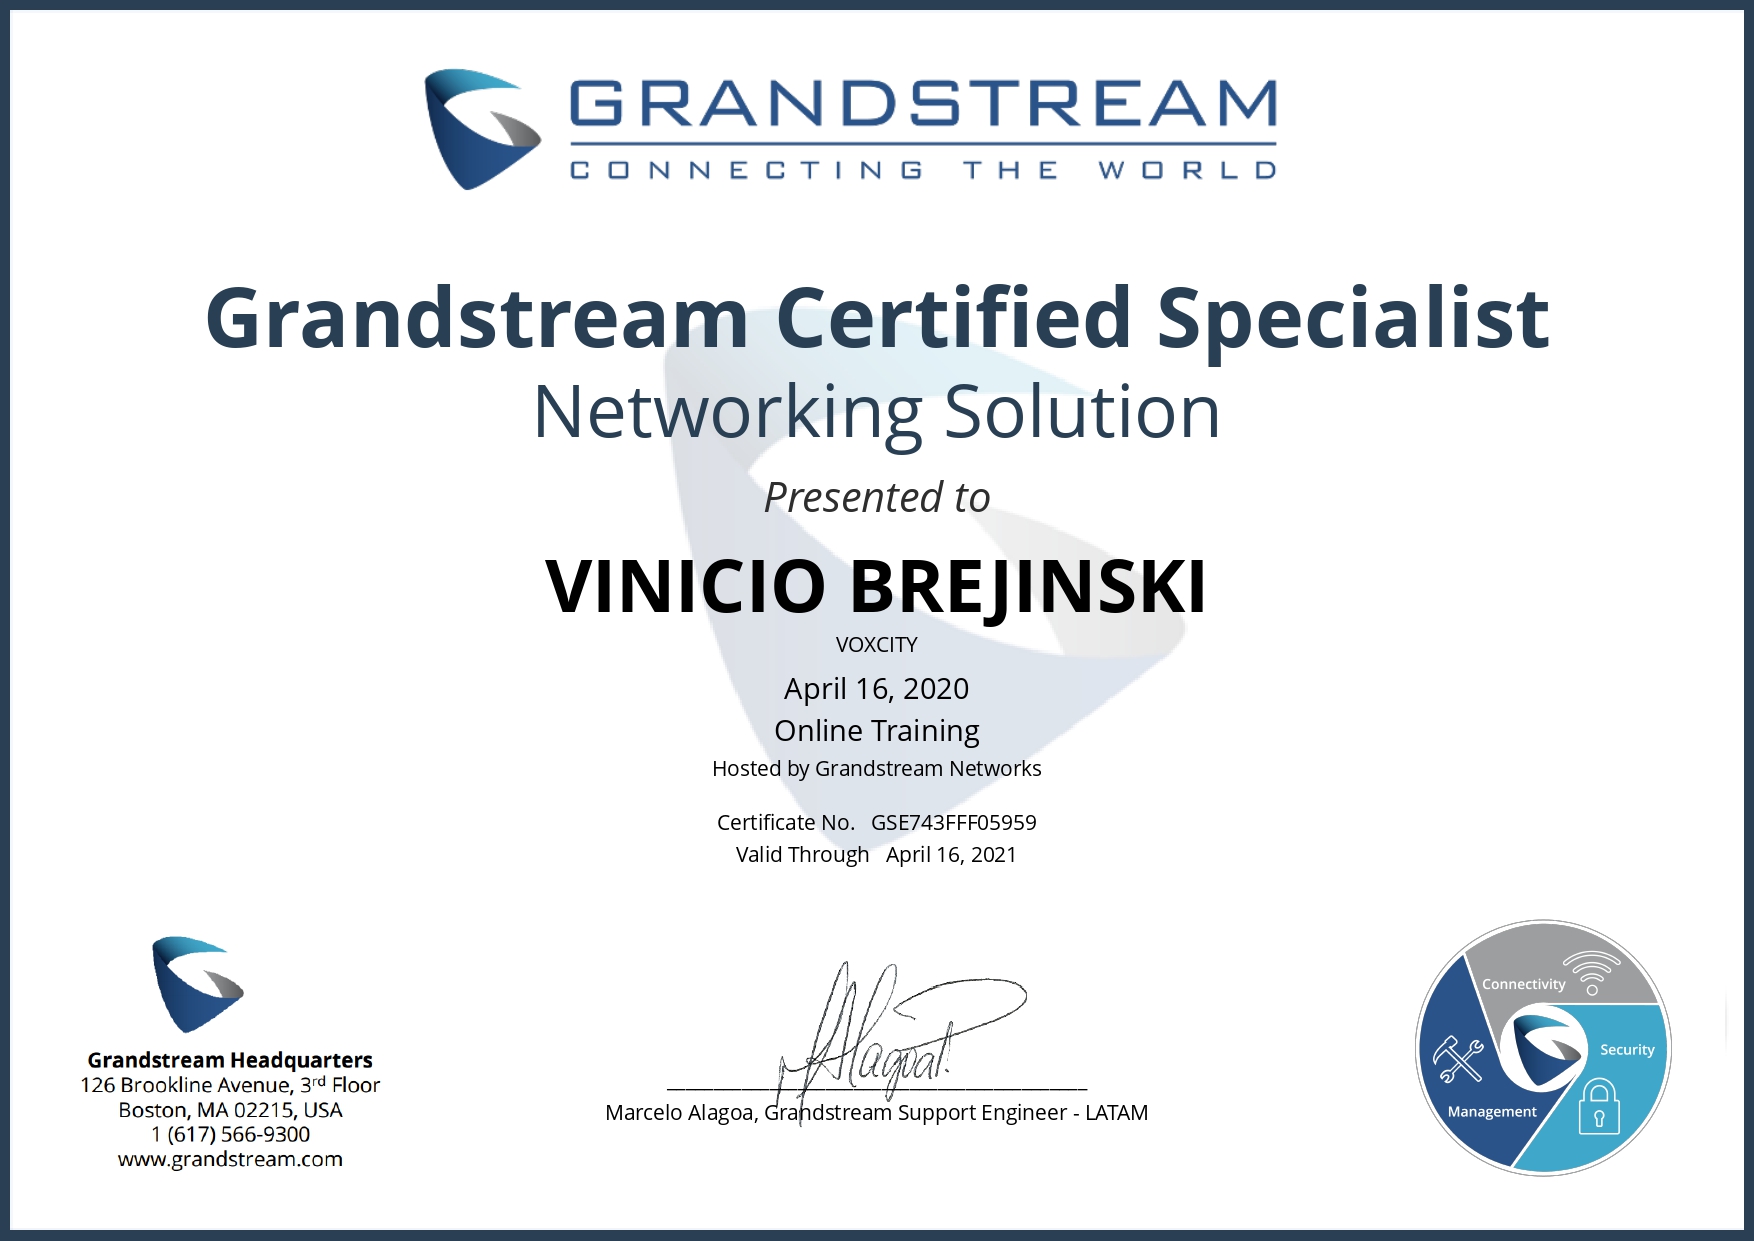 GRANDSTREAM
CONNECTING THE WORLD
Grandstream Certified Specialist
Networking Solution
Presented to
VINICIO BREJINSKI
VOXCITY
April 16, 2020
Online Training
Hosted by Grandstream Networks
Certificate No. GSE743FFF05959
Valid Through April 16, 2021
Grandstream Headquarters
126 Brookline Avenue, 3rd Floor
Boston, MA 02215, USA
1 (617) 566-9300
www.grandstream.com
Alagoa
Marcelo Alagoa, Grandstream Support Engineer - LATAM
Connectivity
Security
Management